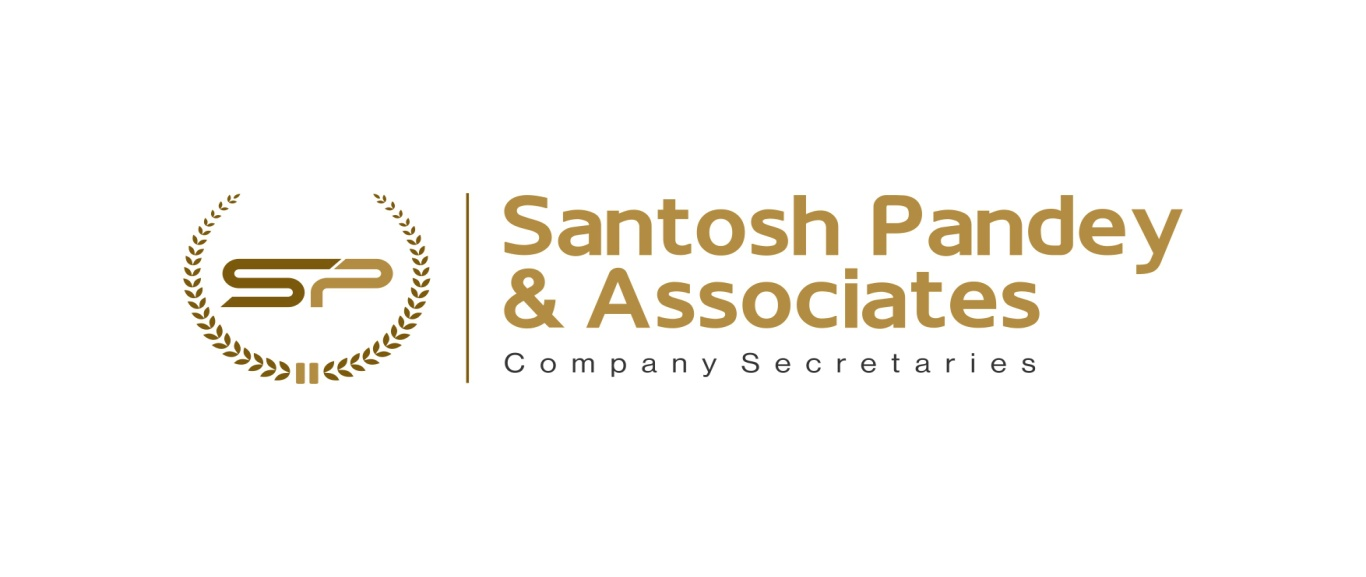 SP
Santosh Pandey
& Associates
Company Secretaries